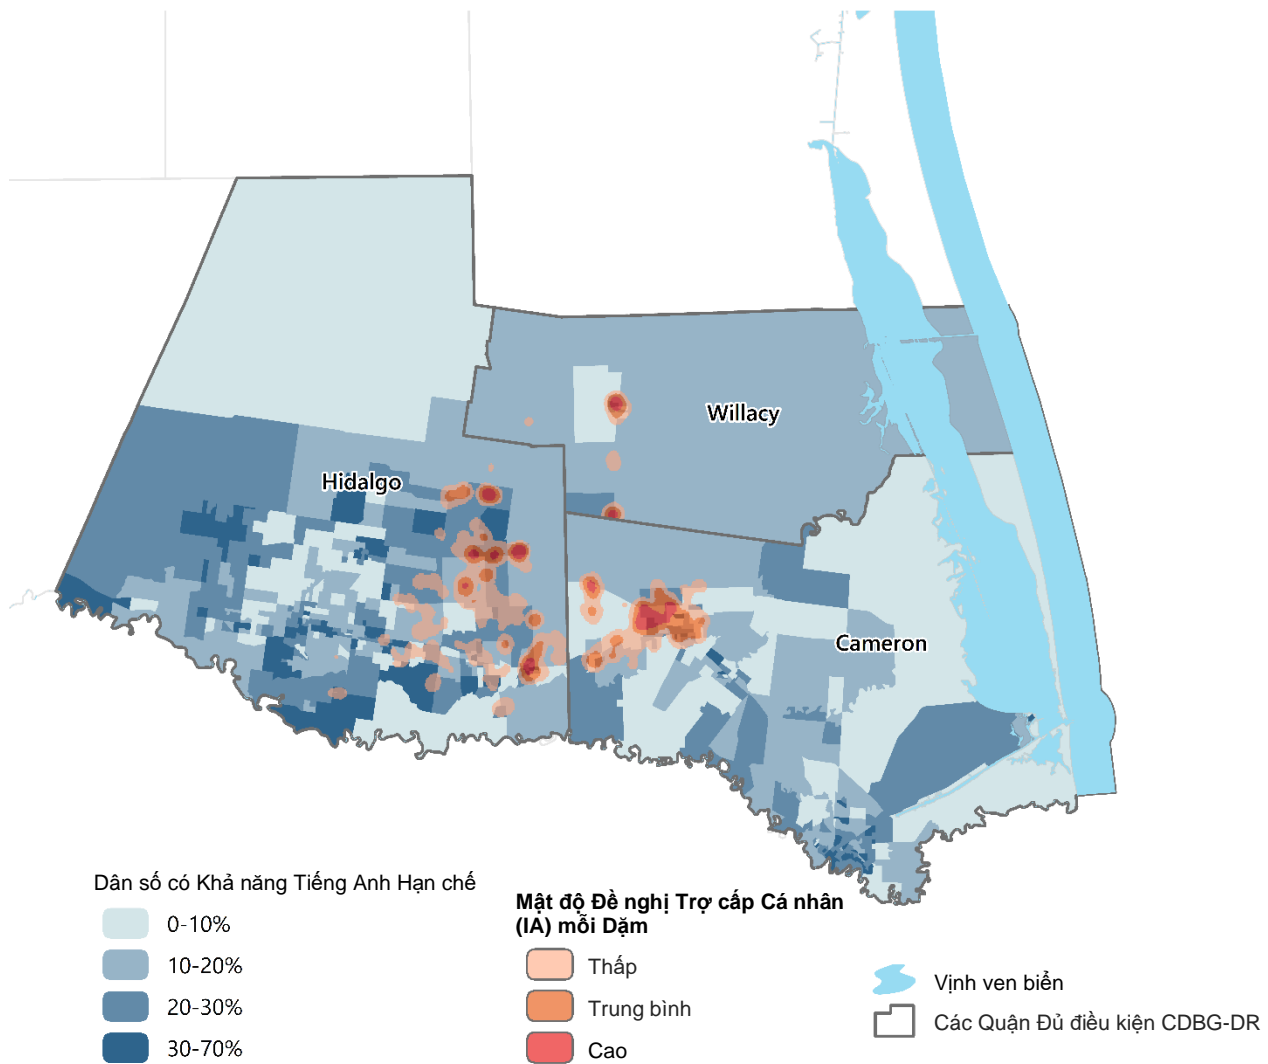 Willacy
Hidalgo
Cameron
Dân số có Khả năng Tiếng Anh Hạn chế
0-10%
10-20%
20-30%
30-70%
Mật độ Đề nghị Trợ cấp Cá nhân
(IA) mỗi Dặm
Thấp
Trung bình
Cao
Vịnh ven biển
Các Quận Đủ điều kiện CDBG-DR